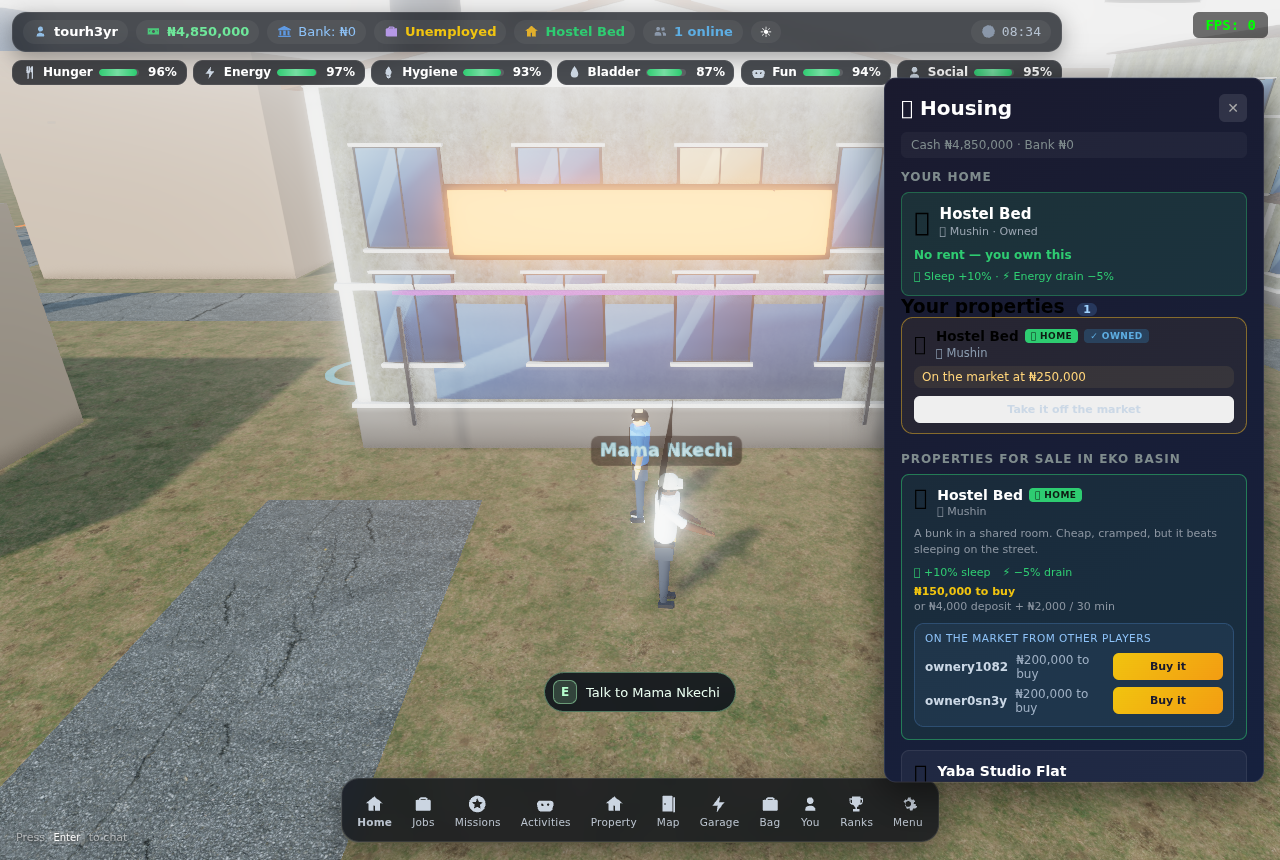 tourh3yr
₦4,850,000
Bank: ₦0
Unemployed
Hostel Bed
1 online
08:34
FPS: 0
Hunger 96%
Energy 97%
Hygiene 93%
Bladder 87%
Fun 94%
Social 95%
Housing
Cash ₦4,850,000 · Bank ₦0
YOUR HOME
Hostel Bed
Mushin · Owned
No rent — you own this
Sleep +10% · ⚡ Energy drain −5%
Your properties 1
Hostel Bed HOME ✓ OWNED
Mushin
On the market at ₦250,000
Take it off the market
PROPERTIES FOR SALE IN EKO BASIN
Hostel Bed HOME
Mushin
A bunk in a shared room. Cheap, cramped, but it beats
sleeping on the street.
+10% sleep ⚡ −5% drain
₦150,000 to buy
or ₦4,000 deposit + ₦2,000 / 30 min
ON THE MARKET FROM OTHER PLAYERS
ownery1082 ₦200,000 to buy Buy it
owner0sn3y ₦200,000 to buy Buy it
Yaba Studio Flat
Mama Nkechi
E Talk to Mama Nkechi
Press Enter to chat
Home
Jobs
Missions
Activities
Property
Map
Garage
Bag
You
Ranks
Menu